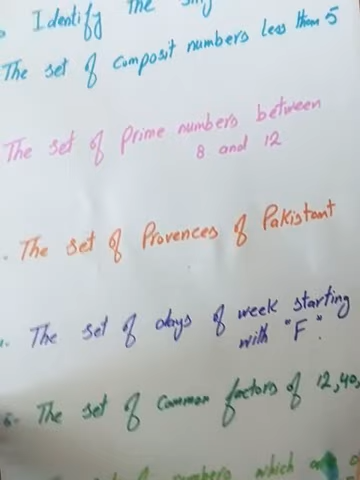 Identify the
The set of composit numbers less than 5
The set of prime numbers between
8 and 12
. The set of Provences of Pakistant
The set of days of week starting
with "F".
The set of common factors of 12,40,
numbers which